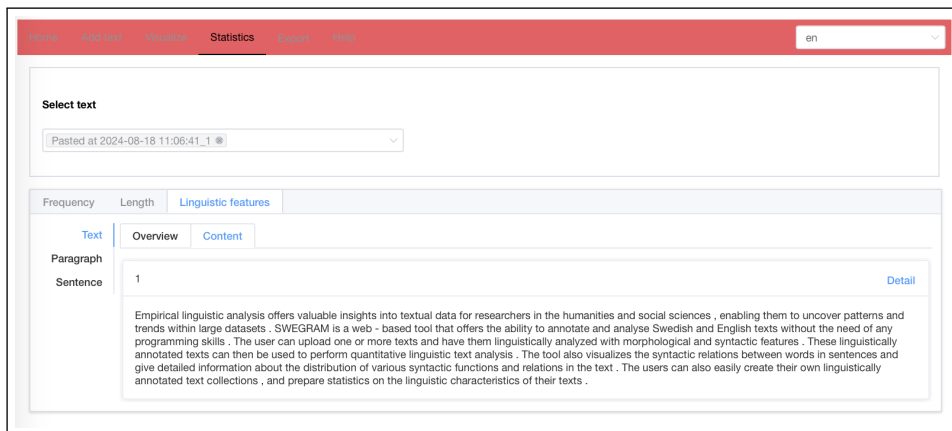 Home Add text Visualize Statistics Export Help
en
Select text
Pasted at 2024-08-18 11:06:41_1
Frequency Length Linguistic features
Text Overview Content
Paragraph
Sentence
1 Detail
Empirical linguistic analysis offers valuable insights into textual data for researchers in the humanities and social sciences , enabling them to uncover patterns and
trends within large datasets . SWEGRAM is a web - based tool that offers the ability to annotate and analyse Swedish and English texts without the need of any
programming skills . The user can upload one or more texts and have them linguistically analyzed with morphological and syntactic features . These linguistically
annotated texts can then be used to perform quantitative linguistic text analysis . The tool also visualizes the syntactic relations between words in sentences and
give detailed information about the distribution of various syntactic functions and relations in the text . The users can also easily create their own linguistically
annotated text collections , and prepare statistics on the linguistic characteristics of their texts .